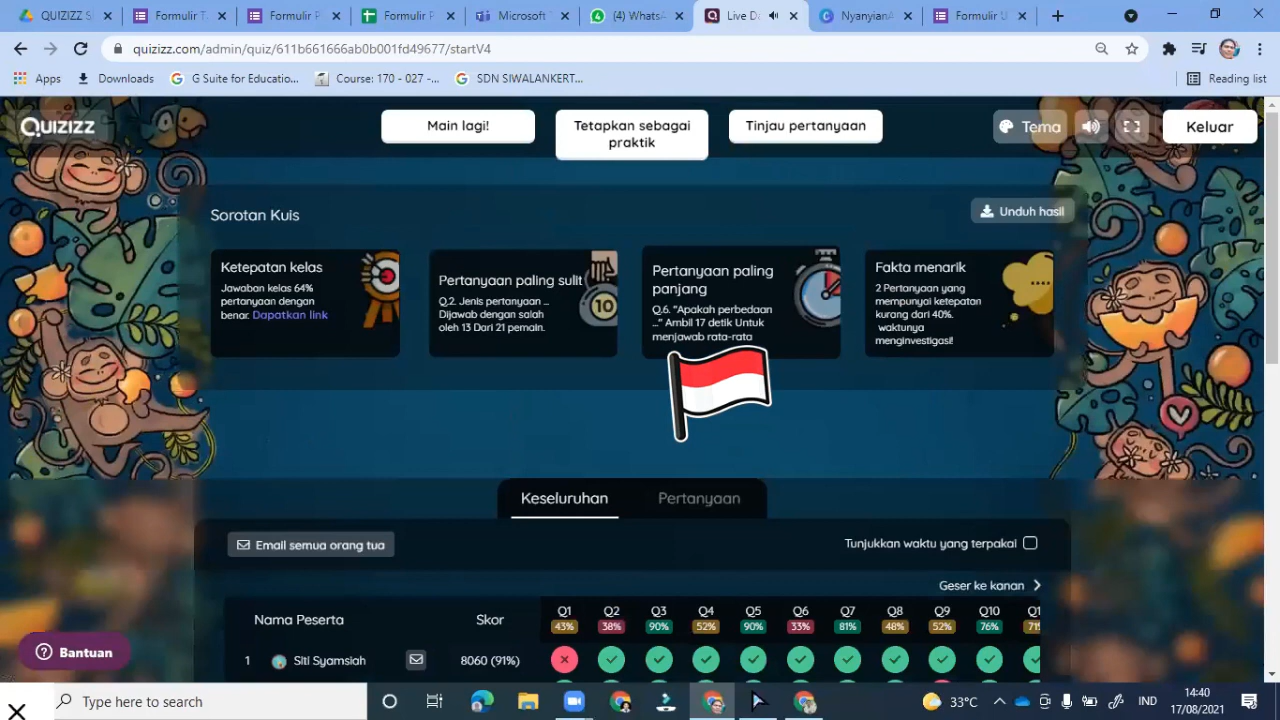 SDN S
Formulir T
Formulir
Microsoft
(4) WhatsA
Live D
Nyanyian
Formulir
quizizz.com/admin/quiz/611b661666ab0b001fd49677/startV4
Apps
Downloads
G Suite for Educatio...
Course: 170 - 027 -...
SDN SIWALANKERT...
Reading list
Quizizz
Main lagi!
Tetapkan sebagai
praktik
Tinjau pertanyaan
Tema
Keluar
Sorotan Kuis
Unduh hasil
Ketepatan kelas
Jawaban kelas 64%
pertanyaan dengan
benar. Dapatkan link
Pertanyaan paling sulit
Q.2. Jenis pertanyaan ...
Dijawab dengan salah
oleh 13 Dari 21 pemain.
10
Pertanyaan paling
panjang
Q.6. "Apakah perbedaan
..." Ambil 17 detik Untuk
menjawab rata-rata
Fakta menarik
2 Pertanyaan yang
mempunyai ketepatan
kurang dari 40%.
waktunya
menginvestigasi!
Keseluruhan
Pertanyaan
Email semua orang tua
Tunjukkan waktu yang terpakai
Geser ke kanan
Nama Peserta
Skor
Q1 Q2 Q3 Q4 Q5 Q6 Q7 Q8 Q9 Q10 Q1
43% 38% 90% 52% 90% 33% 81% 48% 52% 76% 71%
1 Siti Syamsiah 8060 (91%)
Bantuan
Type here to search
33°C
IND
14:40
17/08/2021